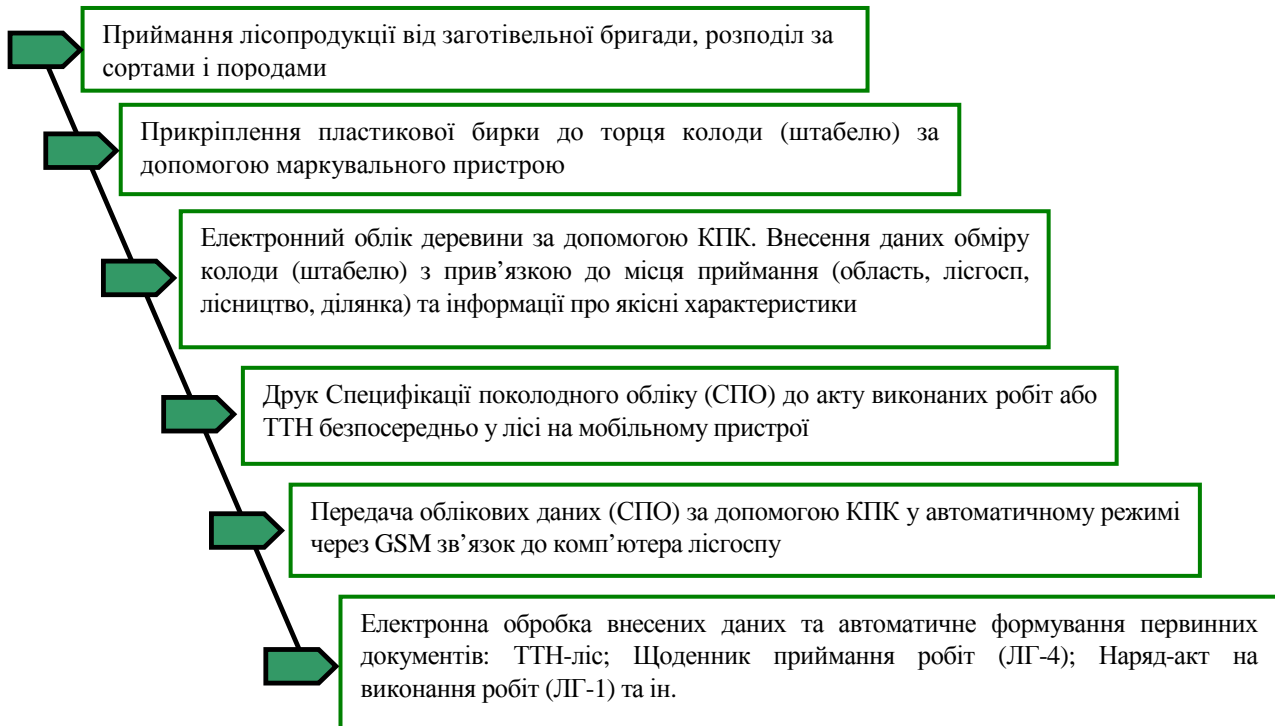 Приймання лісопродукції від заготівельної бригади, розподіл за
сортами і породами
Прикріплення пластикової бирки до торця колоди (штабелю) за
допомогою маркувального пристрою
Електронний облік деревини за допомогою КПК. Внесення даних обміру
колоди (штабелю) з прив’язкою до місця приймання (область, лісгосп,
лісництво, ділянка) та інформації про якісні характеристики
Друк Специфікації поколодного обліку (СПО) до акту виконаних робіт або
ТТН безпосередньо у лісі на мобільному пристрої
Передача облікових даних (СПО) за допомогою КПК у автоматичному режимі
через GSM зв’язок до комп’ютера лісгоспу
Електронна обробка внесених даних та автоматичне формування первинних
документів: ТТН-ліс; Щоденник приймання робіт (ЛГ-4); Наряд-акт на
виконання робіт (ЛГ-1) та ін.